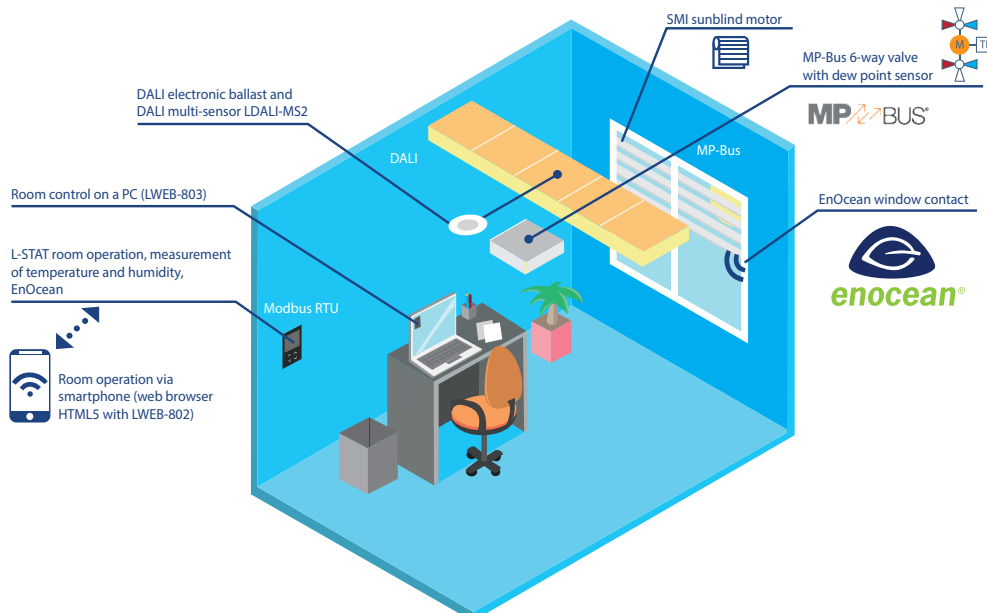 SMI sunblind motor
M
MP-Bus 6-way valve
with dew point sensor
MP BUS®
DALI electronic ballast and
DALI multi-sensor LDALI-MS2
DALI
MP-Bus
Room control on a PC (LWEB-803)
EnOcean window contact
enocean®
L-STAT room operation, measurement
of temperature and humidity,
EnOcean
Modbus RTU
Room operation via
smartphone (web browser
HTML5 with LWEB-802)